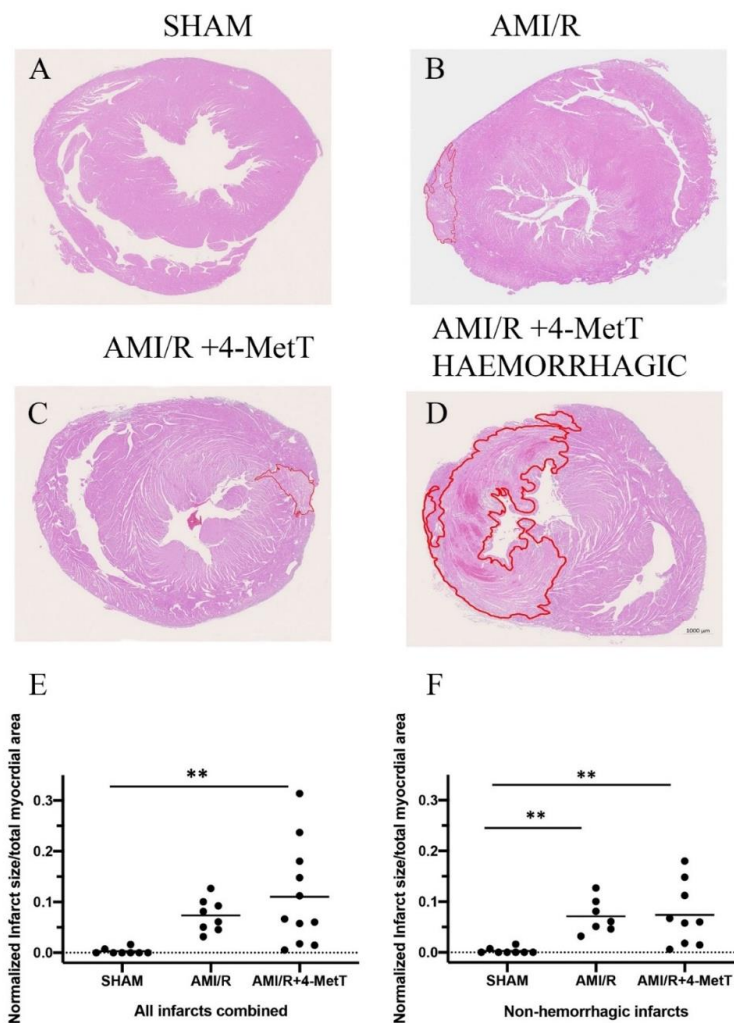 SHAM
AMI/R
A
B
AMI/R +4-MetT
AMI/R +4-MetT
HAEMORRHAGIC
C
D
1000 µm
E
F
Normalized Infarct size/total myocrdial area
0.3
0.2
0.1
0.0
**
SHAM
AMI/R
AMI/R+4-MetT
All infarcts combined
Normalized Infarct size/total myocrdial area
0.3
0.2
0.1
0.0
**
**
SHAM
AMI/R
AMI/R+4-MetT
Non-hemorrhagic infarcts